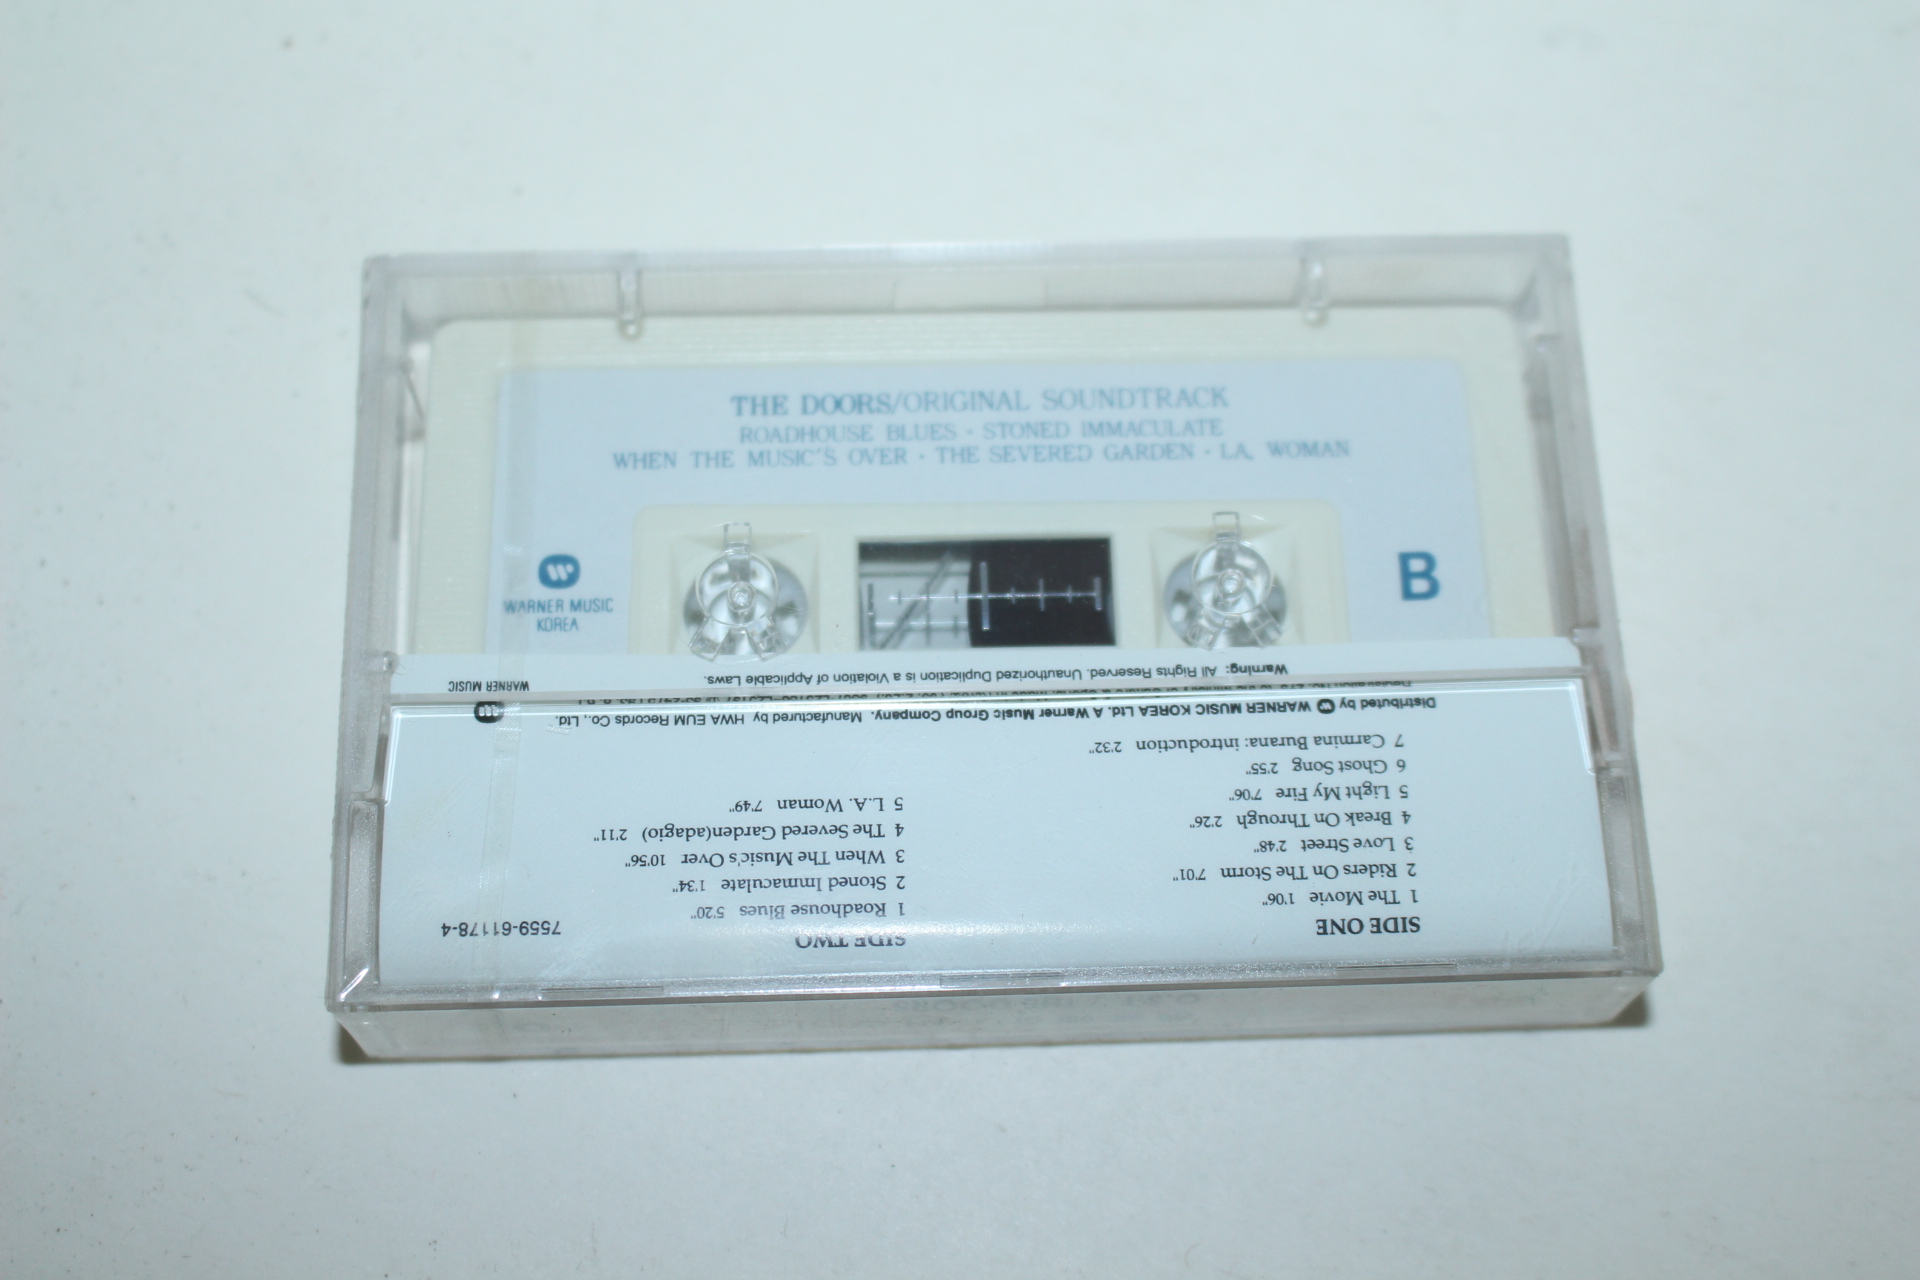 THE DOORS/ORIGINAL SOUNDTRACK
ROADHOUSE BLUES · STONED IMMACULATE
WHEN THE MUSIC'S OVER · THE SEVERED GARDEN · LA. WOMAN
WARNER MUSIC
KOREA
B
SIDE ONE
1 The Movie 1'06"
2 Riders On The Storm 7'01"
3 Love Street 2'48"
4 Break On Through 2'26"
5 Light My Fire 7'06"
6 Ghost Song 2'55"
7 Carmina Burana: introduction 2'32"
SIDE TWO
1 Roadhouse Blues 5'20"
2 Stoned Immaculate 1'34"
3 When The Music's Over 10'56"
4 The Severed Garden(adagio) 2'11"
5 L.A. Woman 7'49"
7559-61178-4
Distributed by WARNER MUSIC KOREA Ltd. A Warner Music Group Company. Manufactured by HWA EUM Records Co., Ltd.
Warning: All Rights Reserved. Unauthorized Duplication is a Violation of Applicable Laws.
WARNER MUSIC